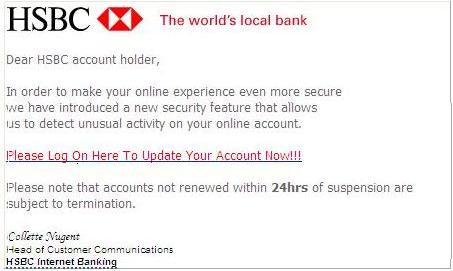 HSBC The world's local bank
Dear HSBC account holder,
In order to make your online experience even more secure
we have introduced a new security feature that allows
us to detect unusual activity on your online account.
Please Log On Here To Update Your Account Now!!!
Please note that accounts not renewed within 24hrs of suspension are
subject to termination.
Collette Nugent
Head of Customer Communications
HSBC Internet Banking